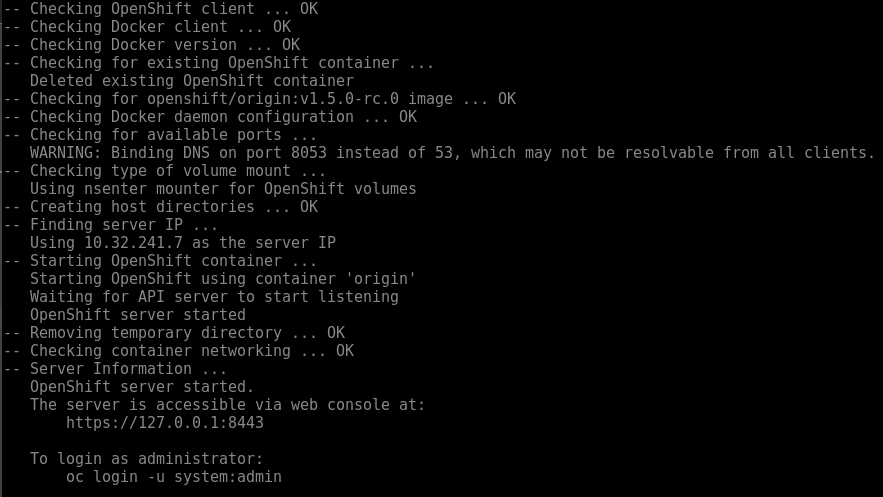 -- Checking OpenShift client ... OK
-- Checking Docker client ... OK
-- Checking Docker version ... OK
-- Checking for existing OpenShift container ...
   Deleted existing OpenShift container
-- Checking for openshift/origin:v1.5.0-rc.0 image ... OK
-- Checking Docker daemon configuration ... OK
-- Checking for available ports ...
   WARNING: Binding DNS on port 8053 instead of 53, which may not be resolvable from all clients.
-- Checking type of volume mount ...
   Using nsenter mounter for OpenShift volumes
-- Creating host directories ... OK
-- Finding server IP ...
   Using 10.32.241.7 as the server IP
-- Starting OpenShift container ...
   Starting OpenShift using container 'origin'
   Waiting for API server to start listening
   OpenShift server started
-- Removing temporary directory ... OK
-- Checking container networking ... OK
-- Server Information ...
   OpenShift server started.
   The server is accessible via web console at:
       https://127.0.0.1:8443

   To login as administrator:
       oc login -u system:admin